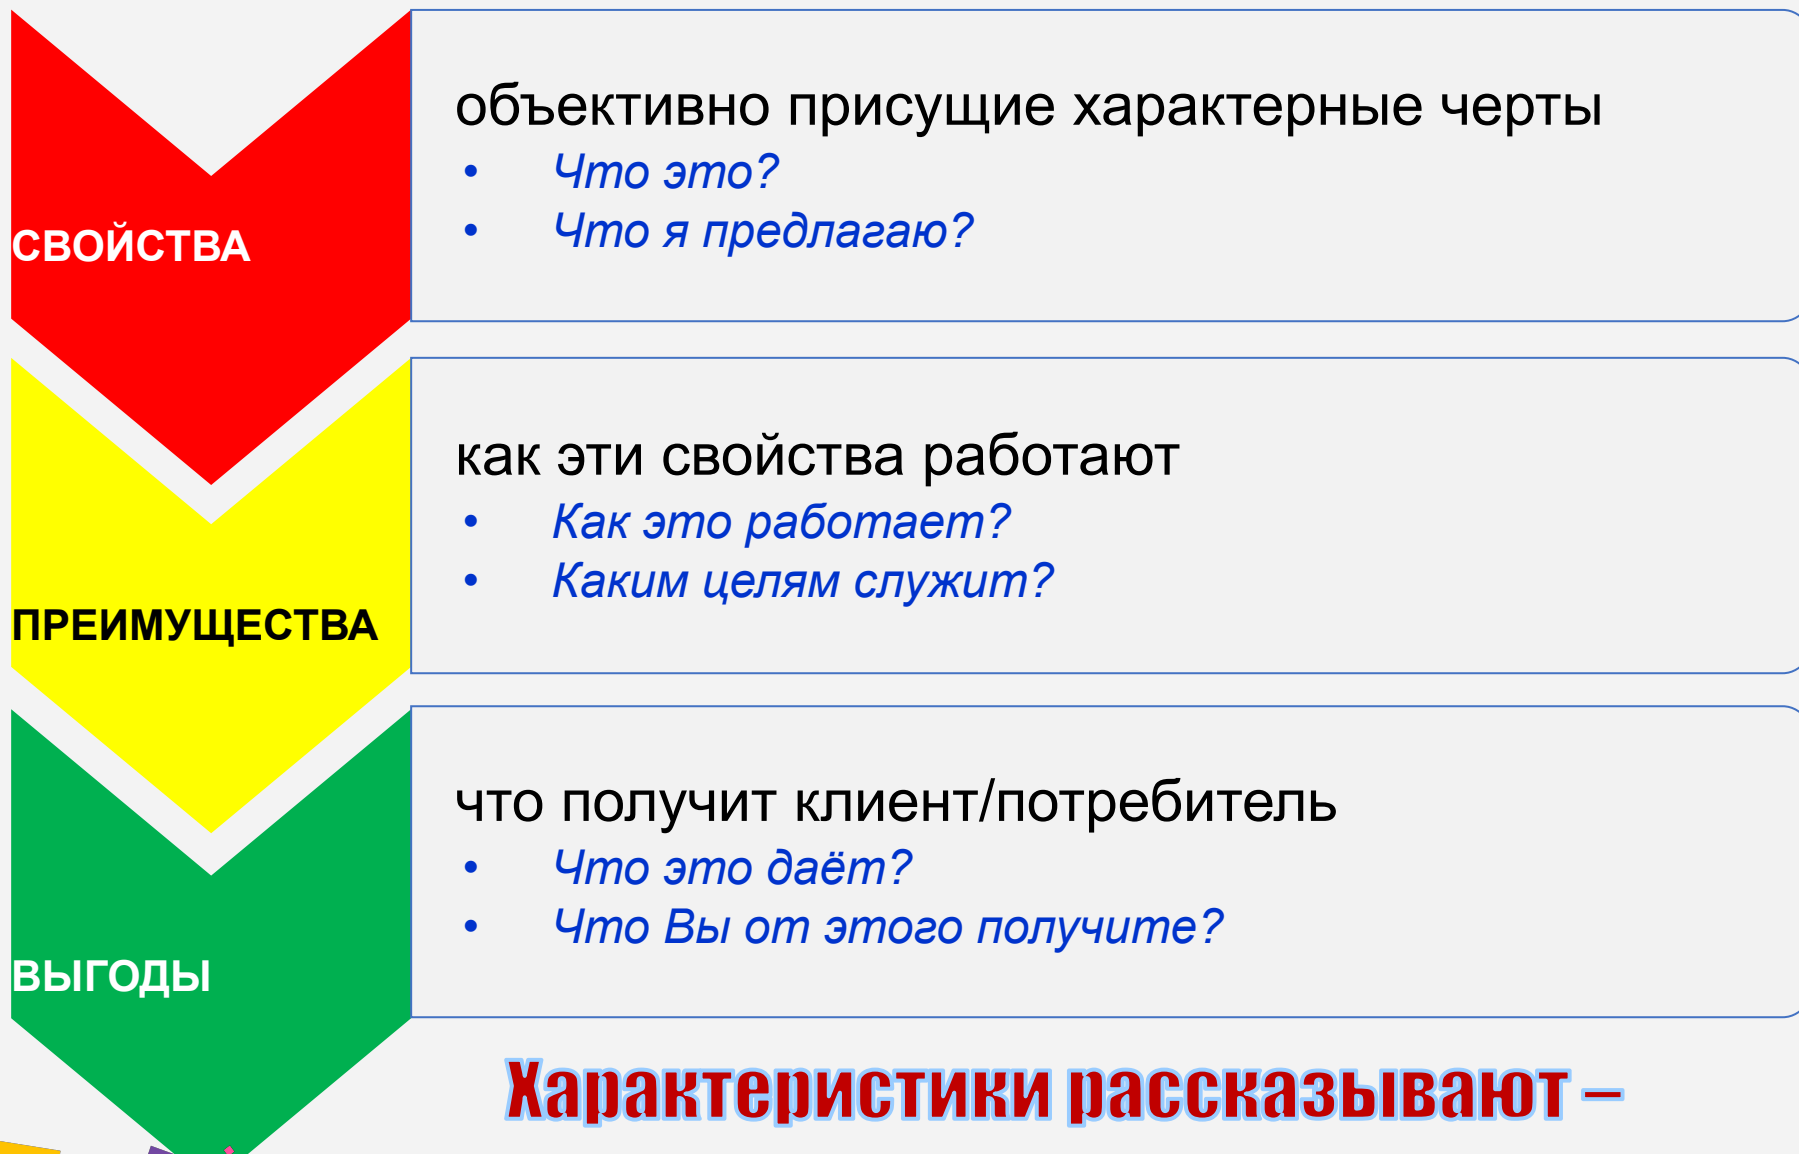 СВОЙСТВА
объективно присущие характерные черты
• Что это?
• Что я предлагаю?
ПРЕИМУЩЕСТВА
как эти свойства работают
• Как это работает?
• Каким целям служит?
ВЫГОДЫ
что получит клиент/потребитель
• Что это даёт?
• Что Вы от этого получите?
Характеристики рассказывают –